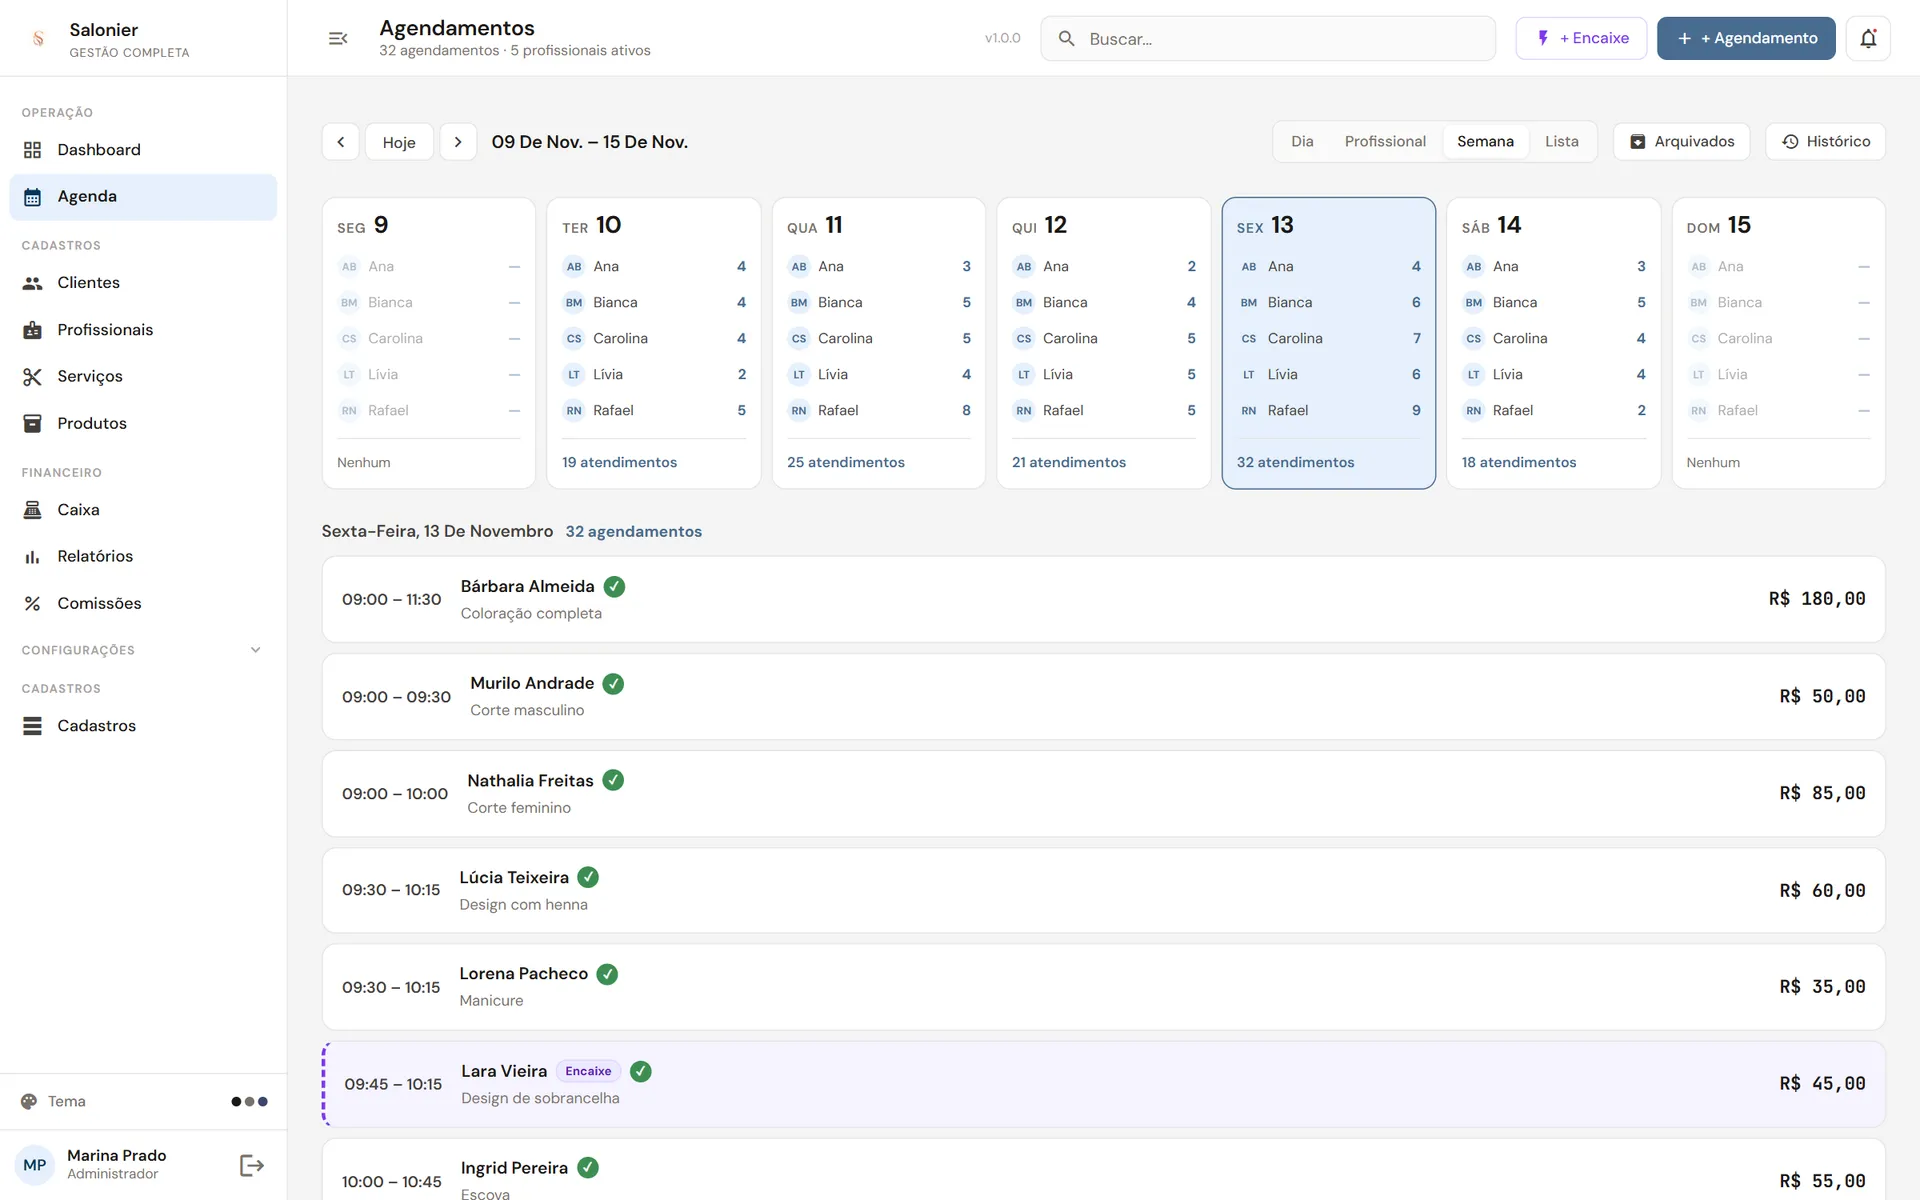 Salonier
GESTÃO COMPLETA
OPERAÇÃO
Dashboard
Agenda
CADASTROS
Clientes
Profissionais
Serviços
Produtos
FINANCEIRO
Caixa
Relatórios
Comissões
CONFIGURAÇÕES
CADASTROS
Cadastros
Tema
MP
Marina Prado
Administrador
Agendamentos
32 agendamentos · 5 profissionais ativos
v1.0.0
Buscar...
+ Encaixe
+ Agendamento
Hoje
09 De Nov. – 15 De Nov.
Dia
Profissional
Semana
Lista
Arquivados
Histórico
SEG 9
AB Ana —
BM Bianca —
CS Carolina —
LT Lívia —
RN Rafael —
Nenhum
TER 10
AB Ana 4
BM Bianca 4
CS Carolina 4
LT Lívia 2
RN Rafael 5
19 atendimentos
QUA 11
AB Ana 3
BM Bianca 5
CS Carolina 5
LT Lívia 4
RN Rafael 8
25 atendimentos
QUI 12
AB Ana 2
BM Bianca 4
CS Carolina 5
LT Lívia 5
RN Rafael 5
21 atendimentos
SEX 13
AB Ana 4
BM Bianca 6
CS Carolina 7
LT Lívia 6
RN Rafael 9
32 atendimentos
SÁB 14
AB Ana 3
BM Bianca 5
CS Carolina 4
LT Lívia 4
RN Rafael 2
18 atendimentos
DOM 15
AB Ana —
BM Bianca —
CS Carolina —
LT Lívia —
RN Rafael —
Nenhum
Sexta-Feira, 13 De Novembro 32 agendamentos
09:00 – 11:30
Bárbara Almeida
Coloração completa
R$ 180,00
09:00 – 09:30
Murilo Andrade
Corte masculino
R$ 50,00
09:00 – 10:00
Nathalia Freitas
Corte feminino
R$ 85,00
09:30 – 10:15
Lúcia Teixeira
Design com henna
R$ 60,00
09:30 – 10:15
Lorena Pacheco
Manicure
R$ 35,00
09:45 – 10:15
Lara Vieira Encaixe
Design de sobrancelha
R$ 45,00
10:00 – 10:45
Ingrid Pereira
Escova
R$ 55,00